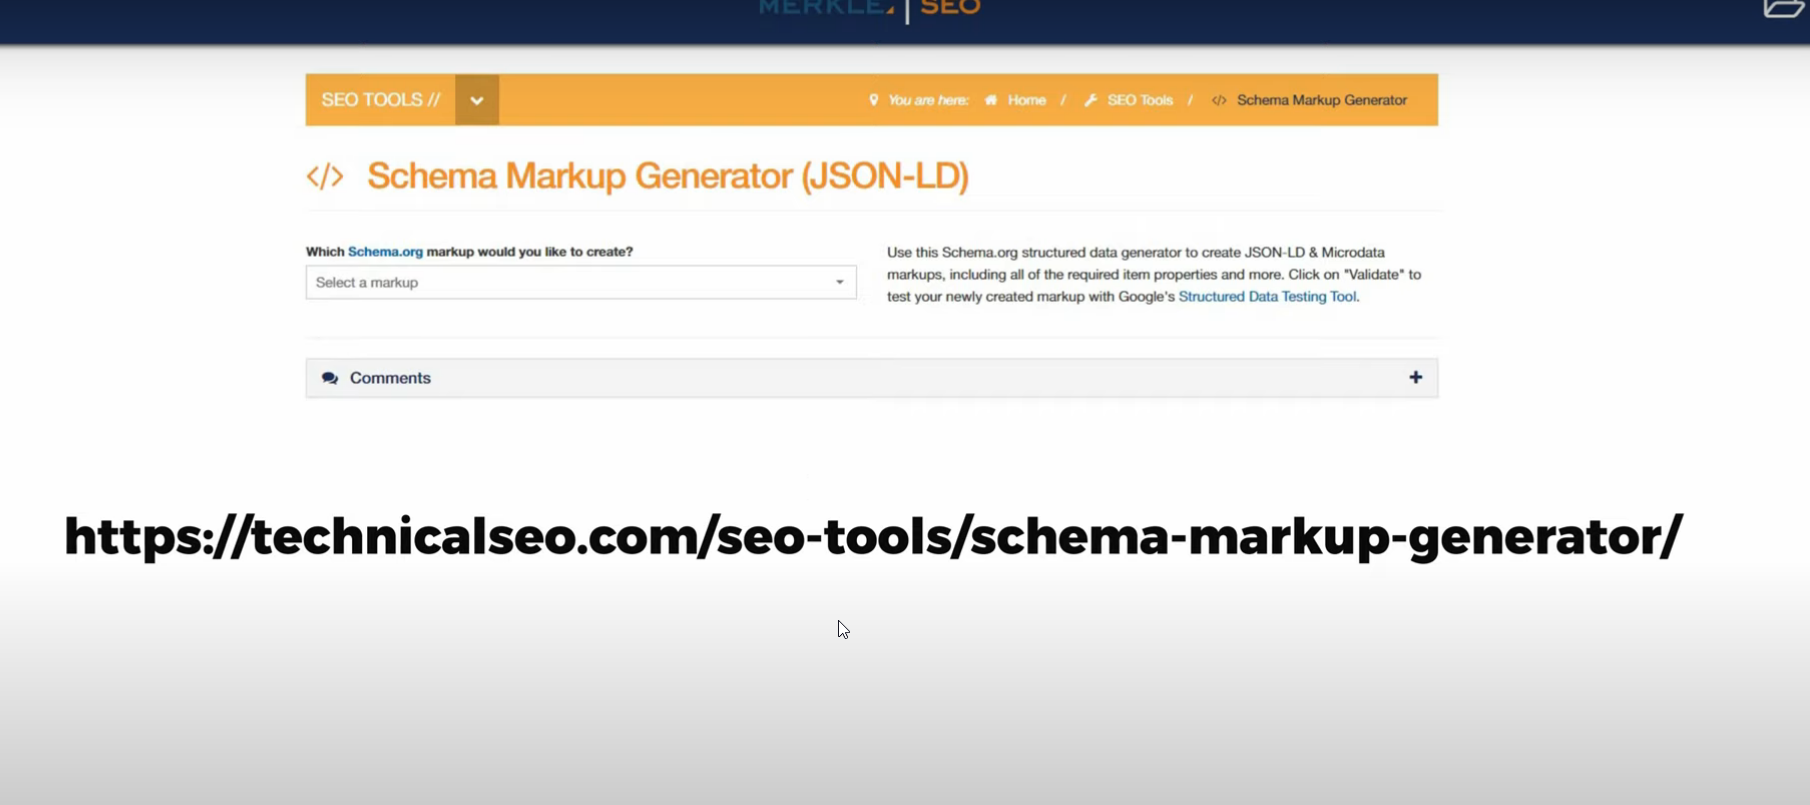 MERKLE | SEO
SEO TOOLS //
You are here: Home / SEO Tools / </> Schema Markup Generator
</> Schema Markup Generator (JSON-LD)
Which Schema.org markup would you like to create?
Select a markup
Use this Schema.org structured data generator to create JSON-LD & Microdata
markups, including all of the required item properties and more. Click on "Validate" to
test your newly created markup with Google's Structured Data Testing Tool.
Comments +
https://technicalseo.com/seo-tools/schema-markup-generator/